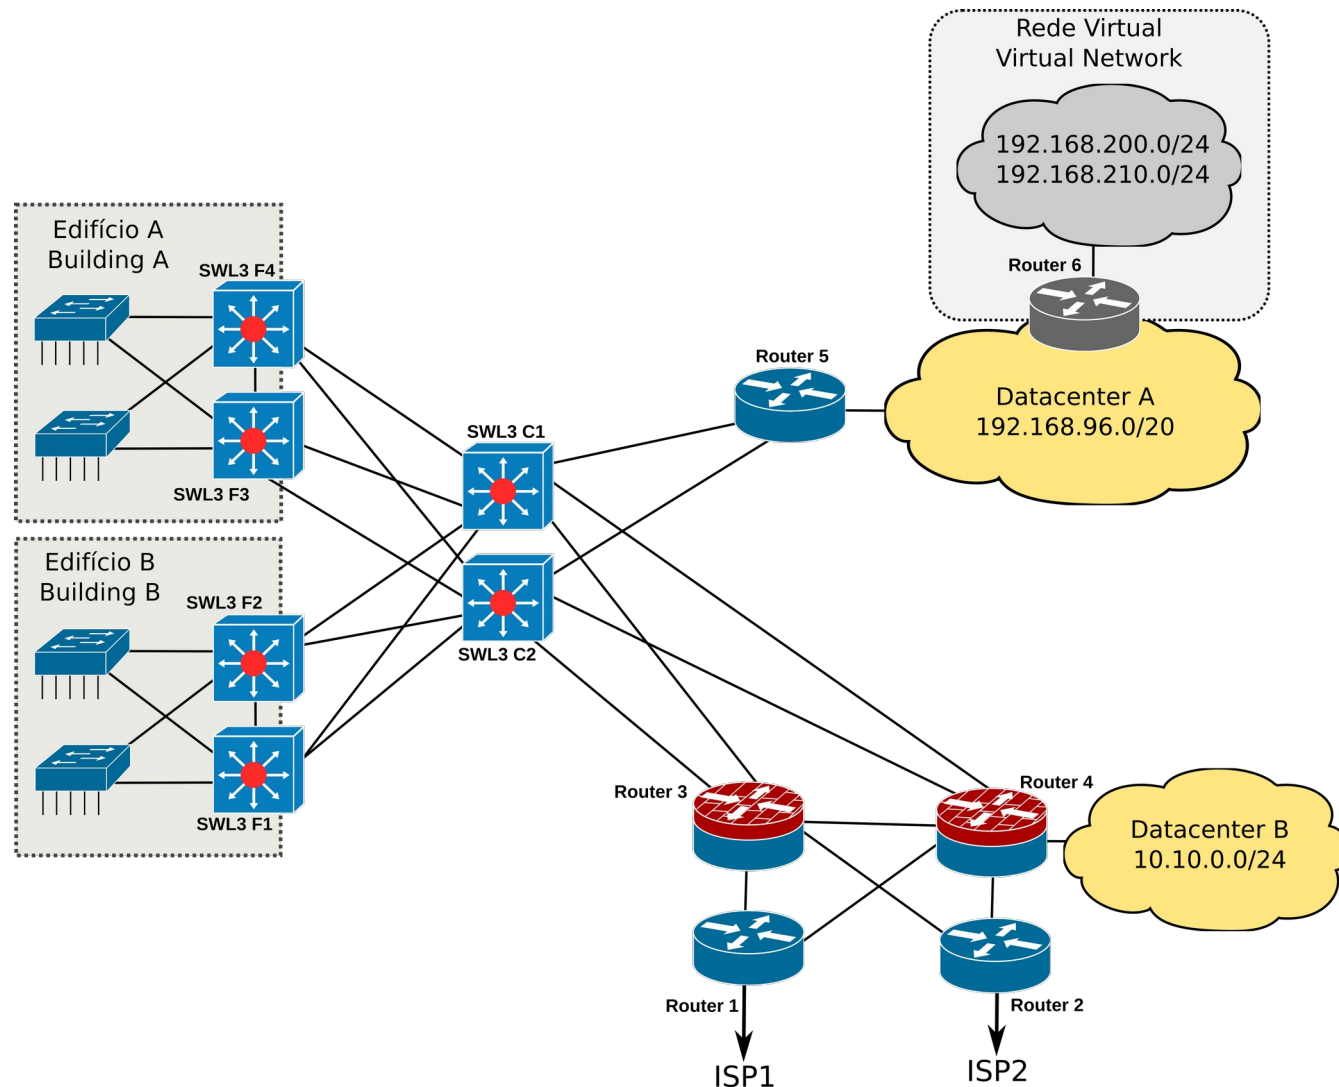 Rede Virtual
Virtual Network
192.168.200.0/24
192.168.210.0/24
Router 6
Edifício A
Building A
SWL3 F4
SWL3 F3
Router 5
Datacenter A
192.168.96.0/20
SWL3 C1
SWL3 C2
Edifício B
Building B
SWL3 F2
SWL3 F1
Router 3
Router 4
Datacenter B
10.10.0.0/24
Router 1
Router 2
ISP1
ISP2